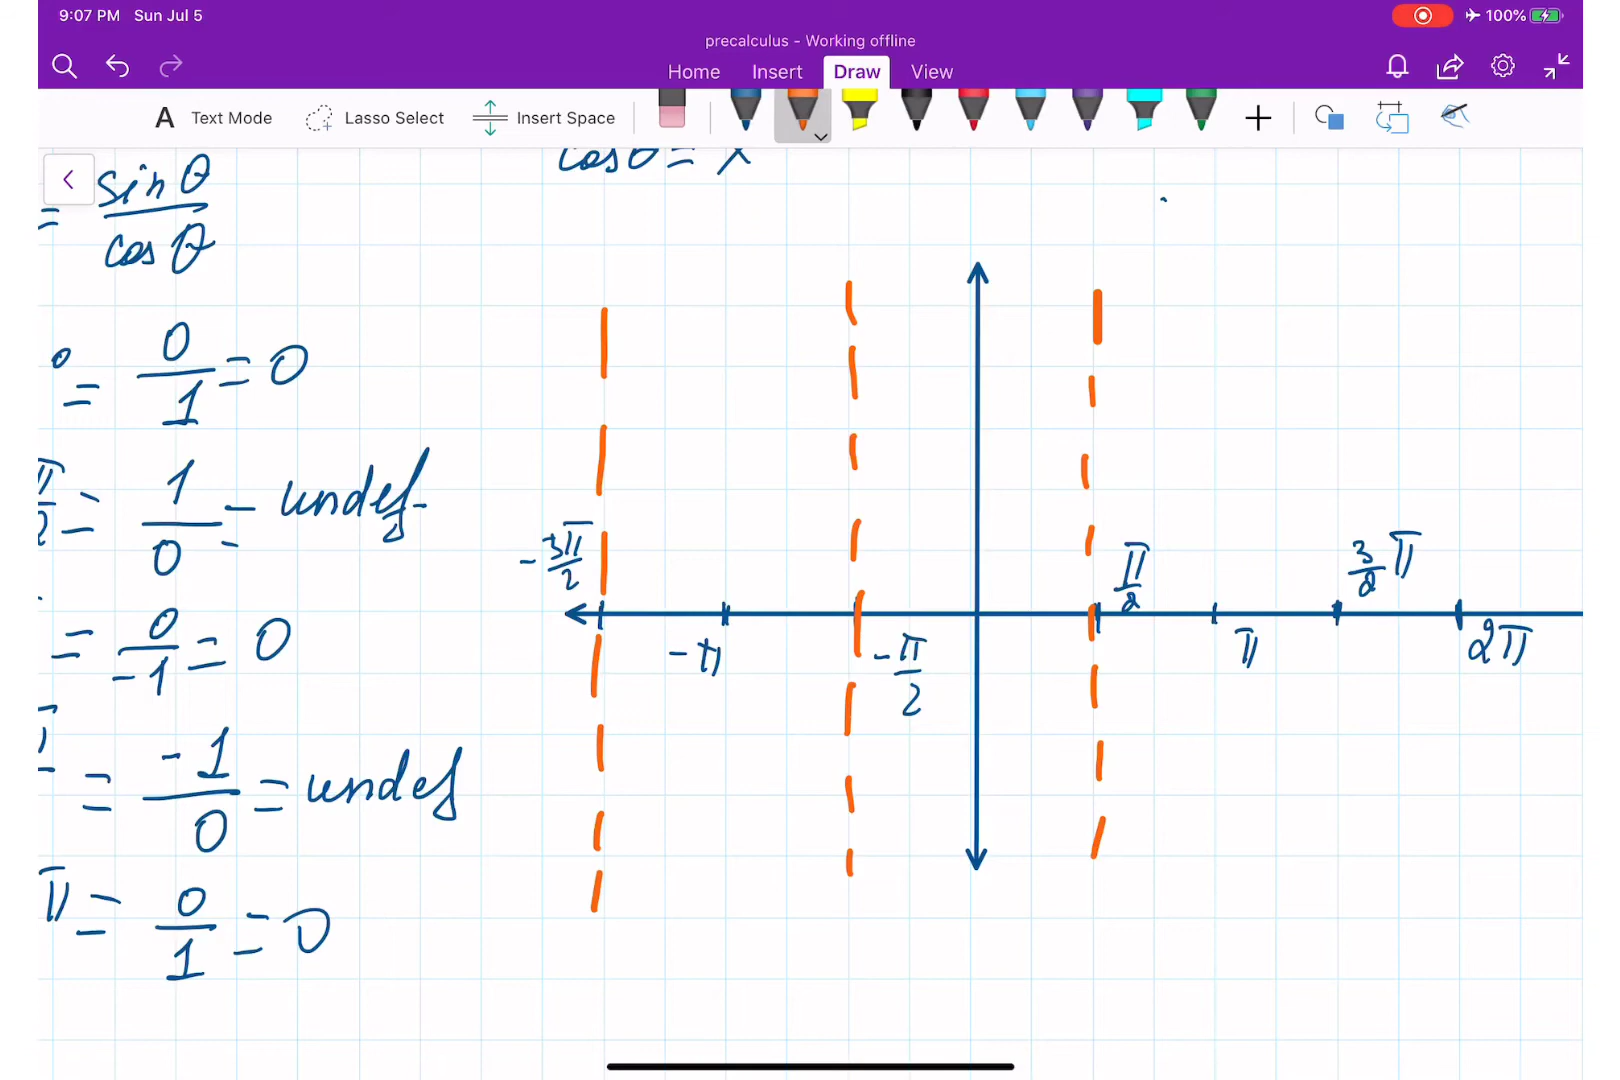 9:07 PM Sun Jul 5
100%
precalculus - Working offline
Home Insert Draw View
A Text Mode Lasso Select Insert Space
cos θ = x
= sin θ / cos θ
0 = 0/1 = 0
π/2 = 1/0 = undef.
= 0/-1 = 0
= -1/0 = undef
π = 0/1 = 0
-3π/2
-π
-π/2
π/2
π
3/2 π
2π